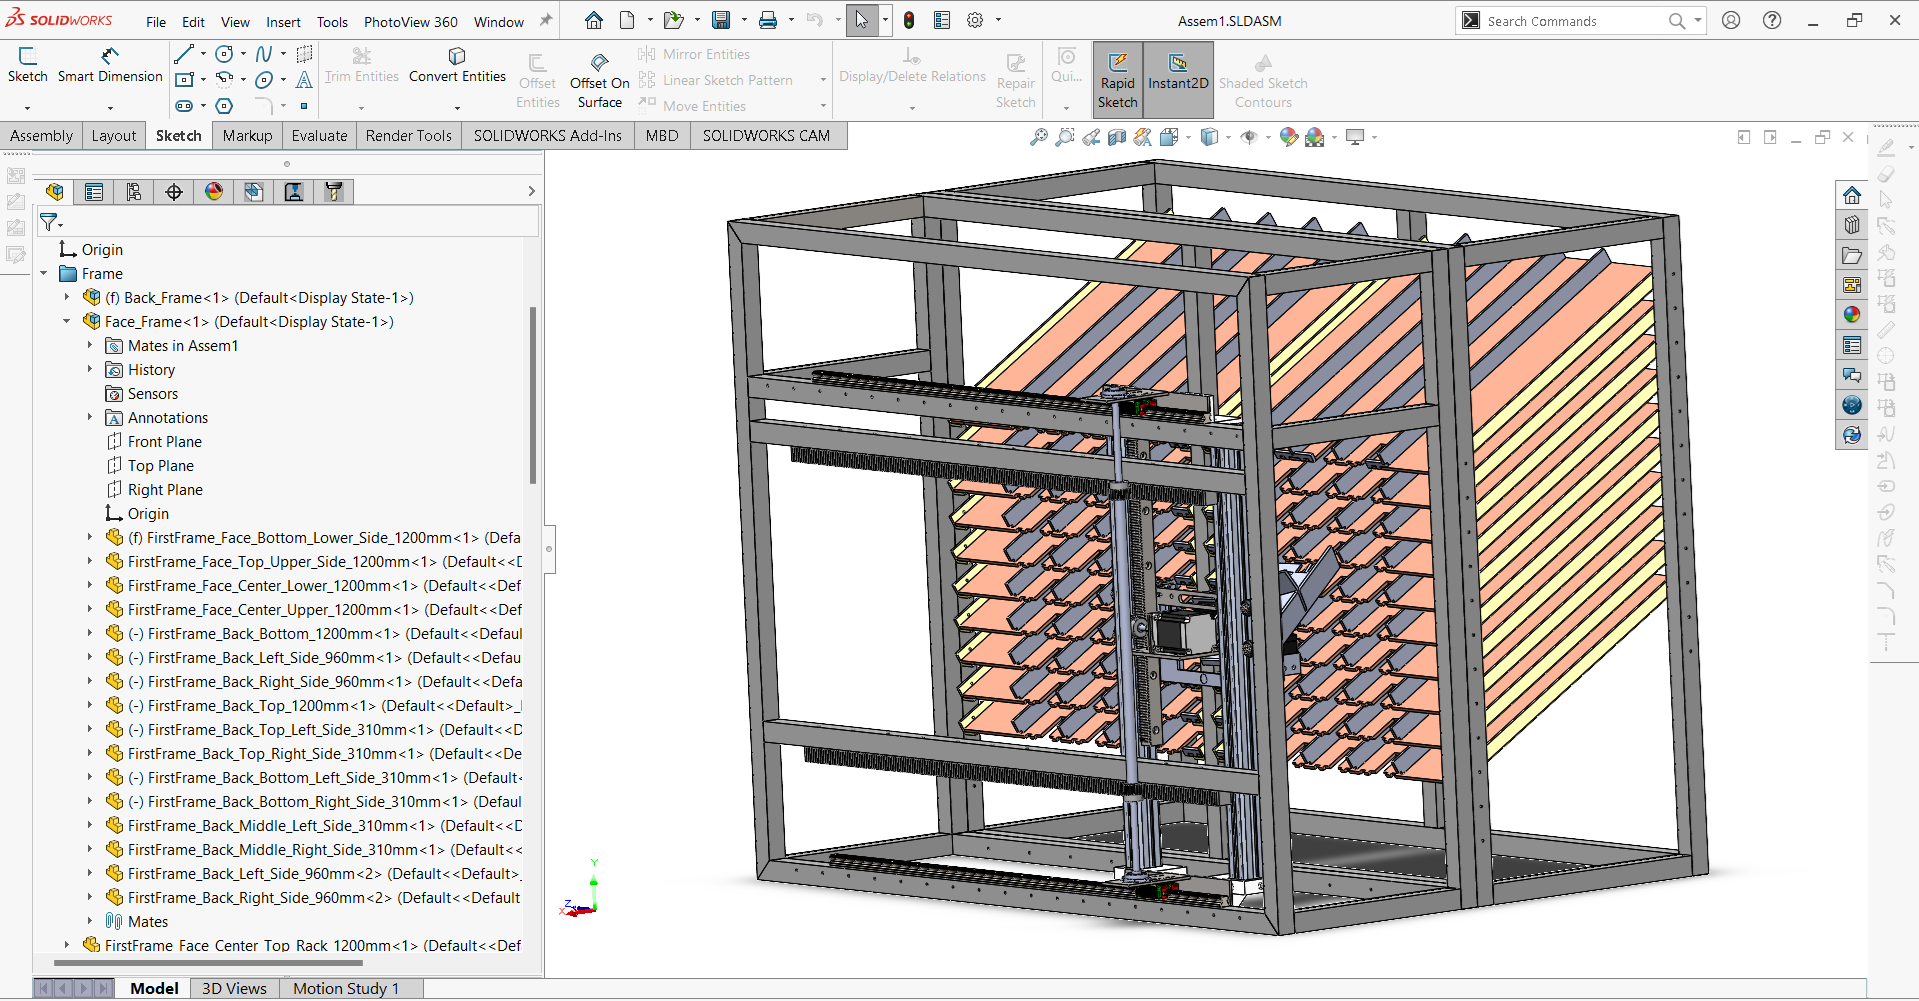 SOLIDWORKS File Edit View Insert Tools PhotoView 360 Window Assem1.SLDASM Search Commands
Sketch Smart Dimension Trim Entities Convert Entities Offset Entities Offset On Surface Mirror Entities Linear Sketch Pattern Move Entities Display/Delete Relations Repair Sketch Qui... Rapid Sketch Instant2D Shaded Sketch Contours
Assembly Layout Sketch Markup Evaluate Render Tools SOLIDWORKS Add-Ins MBD SOLIDWORKS CAM
Origin
Frame
(f) Back_Frame<1> (Default<Display State-1>)
Face_Frame<1> (Default<Display State-1>)
Mates in Assem1
History
Sensors
Annotations
Front Plane
Top Plane
Right Plane
Origin
(f) FirstFrame_Face_Bottom_Lower_Side_1200mm<1> (Defa
FirstFrame_Face_Top_Upper_Side_1200mm<1> (Default<<D
FirstFrame_Face_Center_Lower_1200mm<1> (Default<<Def
FirstFrame_Face_Center_Upper_1200mm<1> (Default<<Def
(-) FirstFrame_Back_Bottom_1200mm<1> (Default<<Defaul
(-) FirstFrame_Back_Left_Side_960mm<1> (Default<<Defau
(-) FirstFrame_Back_Right_Side_960mm<1> (Default<<Defa
(-) FirstFrame_Back_Top_1200mm<1> (Default<<Default>_
(-) FirstFrame_Back_Top_Left_Side_310mm<1> (Default<<D
FirstFrame_Back_Top_Right_Side_310mm<1> (Default<<De
(-) FirstFrame_Back_Bottom_Left_Side_310mm<1> (Default<
(-) FirstFrame_Back_Bottom_Right_Side_310mm<1> (Defaul
FirstFrame_Back_Middle_Left_Side_310mm<1> (Default<<D
FirstFrame_Back_Middle_Right_Side_310mm<1> (Default<<
FirstFrame_Back_Left_Side_960mm<2> (Default<<Default>_
FirstFrame_Back_Right_Side_960mm<2> (Default<<Default
Mates
FirstFrame_Face_Center_Top_Rack_1200mm<1> (Default<<Def
Y
Z
X
Model 3D Views Motion Study 1